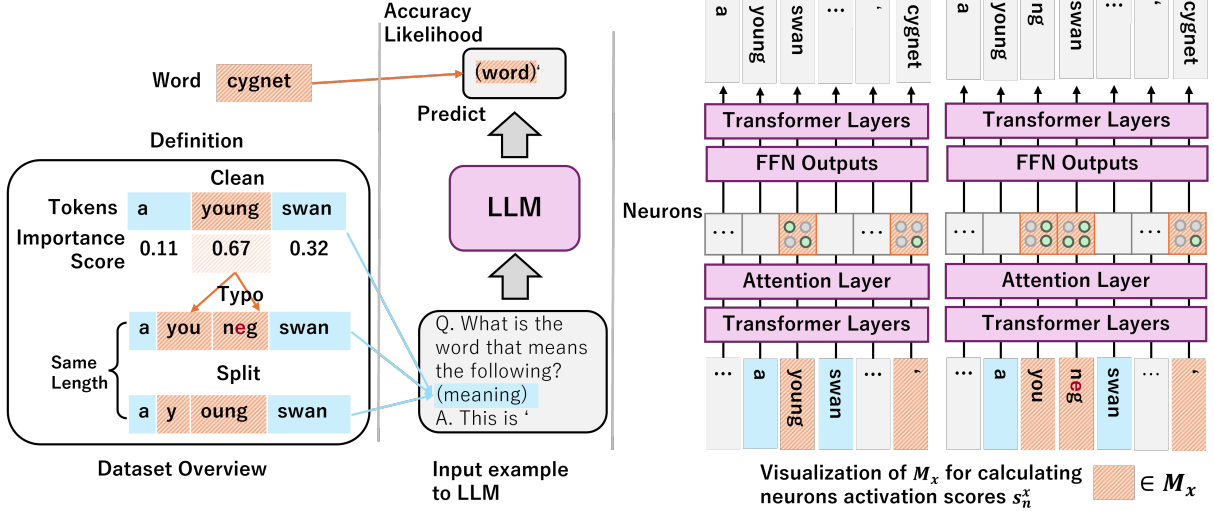 Word
cygnet
Definition
Clean
Tokens
a
young
swan
Importance
Score
0.11
0.67
0.32
Typo
a
you
neg
swan
Same
Length
Split
a
y
oung
swan
Dataset Overview
Accuracy
Likelihood
(word)‘
Predict
LLM
Q. What is the
word that means
the following?
(meaning)
A. This is ‘
Input example
to LLM
a
young
swan
…
‘
cygnet
Transformer Layers
FFN Outputs
Neurons
…
…
Attention Layer
Transformer Layers
…
a
young
swan
…
‘
a
young
ng
swan
…
‘
cygnet
Transformer Layers
FFN Outputs
…
…
Attention Layer
Transformer Layers
…
a
you
neg
swan
…
‘
Visualization of Mₓ for calculating
neurons activation scores sₙˣ
∈ Mₓ